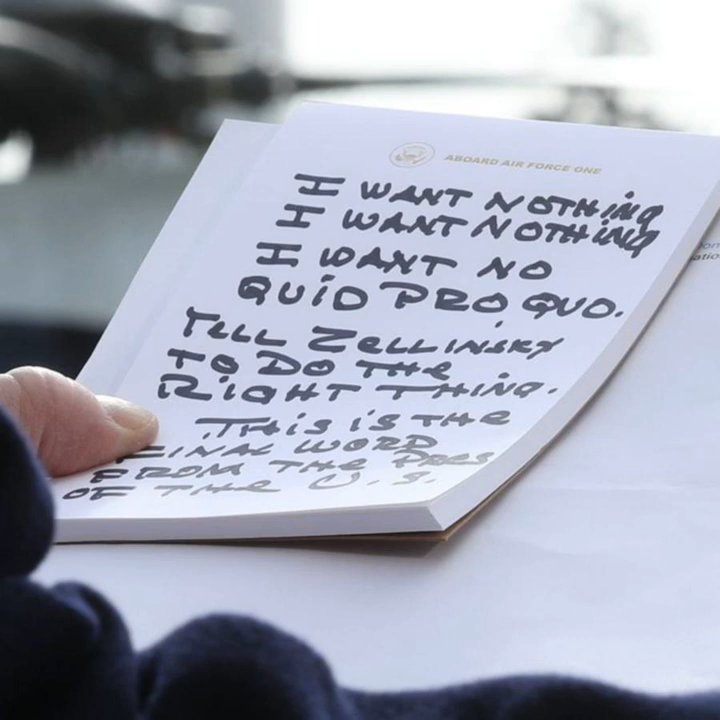 ABOARD AIR FORCE ONE
I WANT NOTHING
I WANT NOTHING
I WANT NO
QUID PRO QUO.
TELL ZELLINSKY
TO DO THE
RIGHT THING.
THIS IS THE
FINAL WORD
FROM THE PRES
OF THE U.S.